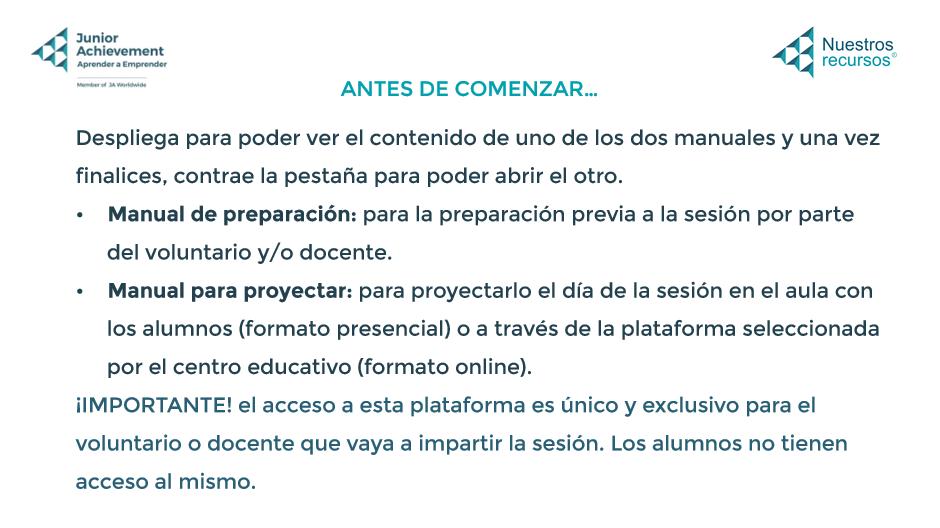 Junior
Achievement
Aprender a Emprender
Member of JA Worldwide
Nuestros
recursos®
ANTES DE COMENZAR...
Despliega para poder ver el contenido de uno de los dos manuales y una vez
finalices, contrae la pestaña para poder abrir el otro.
• Manual de preparación: para la preparación previa a la sesión por parte
del voluntario y/o docente.
• Manual para proyectar: para proyectarlo el día de la sesión en el aula con
los alumnos (formato presencial) o a través de la plataforma seleccionada
por el centro educativo (formato online).
¡IMPORTANTE! el acceso a esta plataforma es único y exclusivo para el
voluntario o docente que vaya a impartir la sesión. Los alumnos no tienen
acceso al mismo.